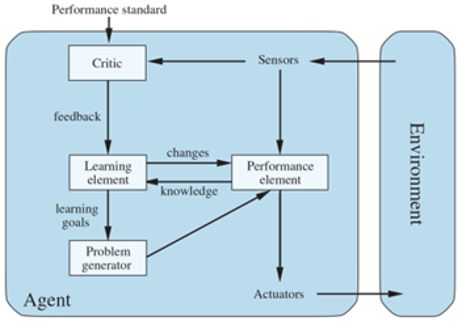 Performance standard
Critic
Sensors
feedback
Learning
element
changes
knowledge
Performance
element
Environment
learning
goals
Problem
generator
Agent
Actuators